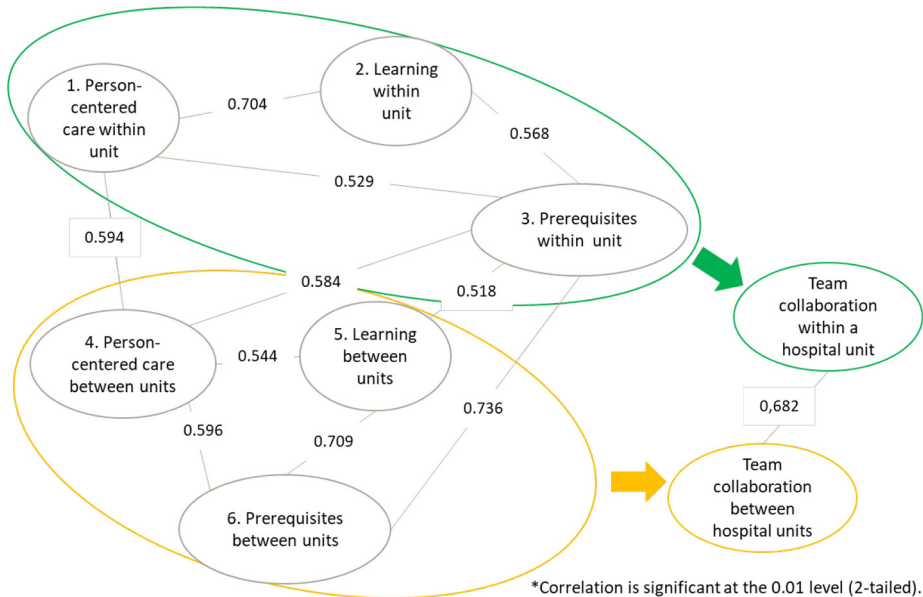 1. Person-
centered
care within
unit
2. Learning
within
unit
0.704
0.568
0.529
3. Prerequisites
within unit
0.594
0.584
0.518
Team
collaboration
within a
hospital unit
4. Person-
centered care
between units
0.544
5. Learning
between
units
0.736
0,682
0.596
0.709
6. Prerequisites
between units
Team
collaboration
between
hospital units
*Correlation is significant at the 0.01 level (2-tailed).